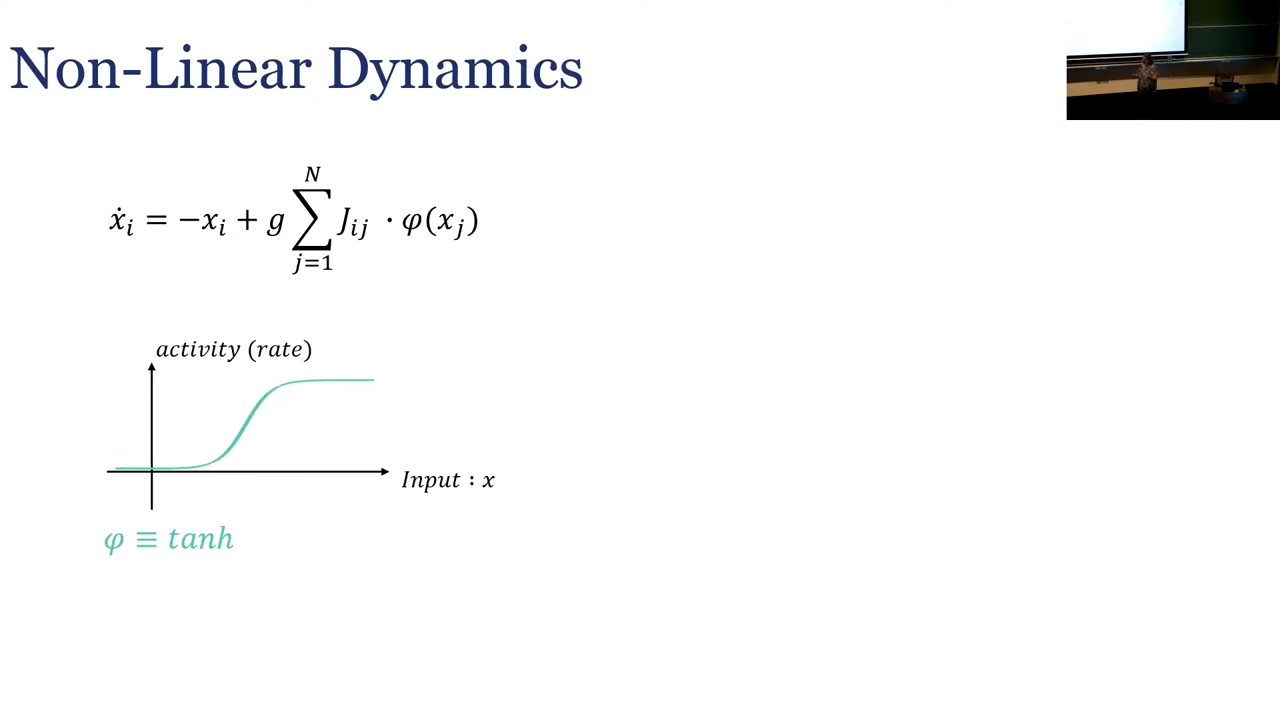 Non-Linear Dynamics
ẋᵢ = −xᵢ + g ∑_{j=1}^{N} Jᵢⱼ · φ(xⱼ)
activity (rate)
Input : x
φ ≡ tanh